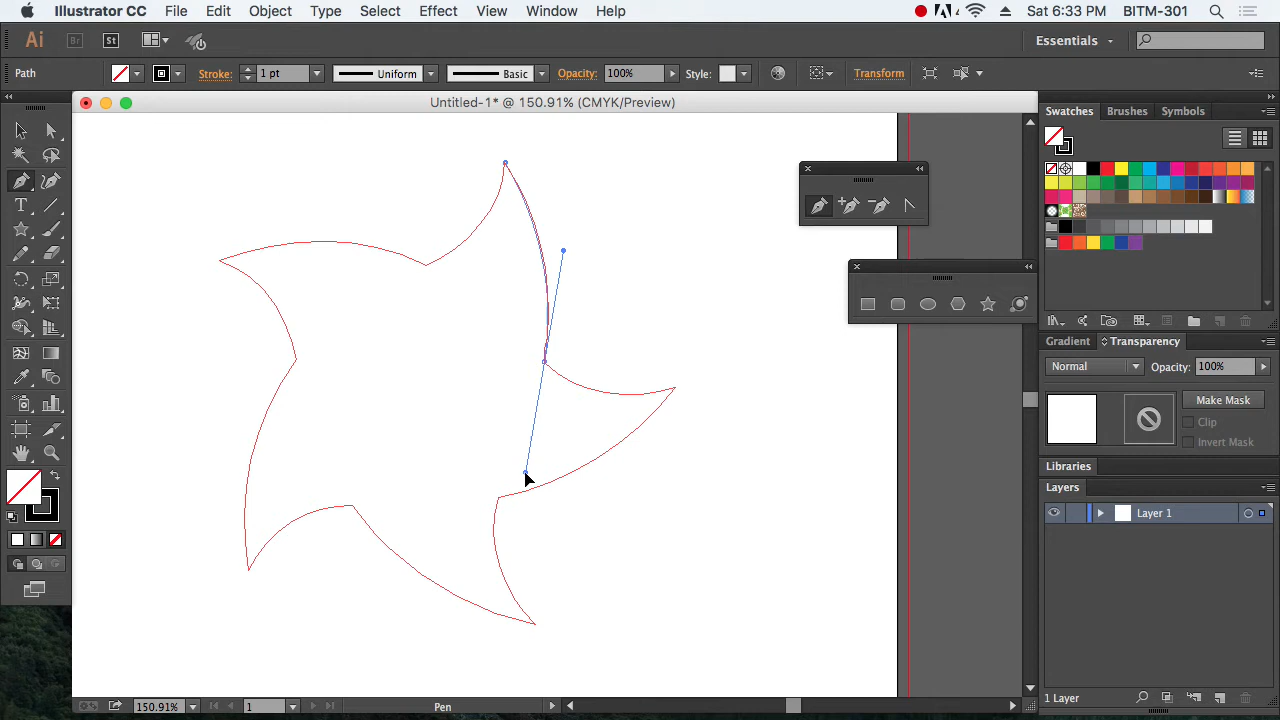 Illustrator CC File Edit Object Type Select Effect View Window Help 4 Sat 6:33 PM BITM-301
Ai Br St Essentials
Path Stroke: 1 pt Uniform Basic Opacity: 100% Style: Transform
Untitled-1* @ 150.91% (CMYK/Preview)
Swatches Brushes Symbols
Gradient Transparency
Normal Opacity: 100%
Make Mask
Clip
Invert Mask
Libraries
Layers
Layer 1
1 Layer
150.91% 1 Pen